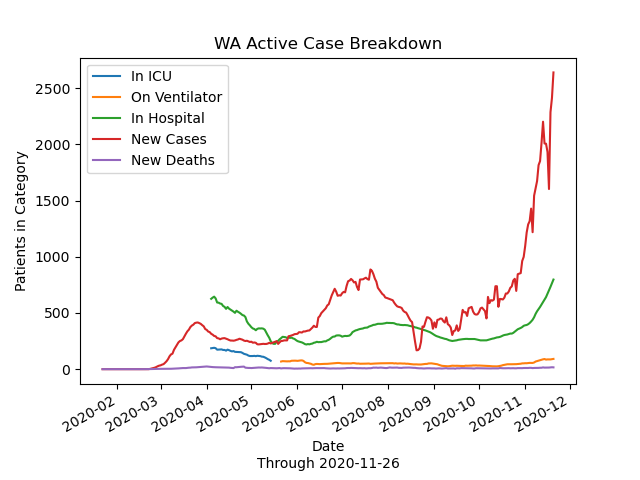 WA Active Case Breakdown
In ICU
On Ventilator
In Hospital
New Cases
New Deaths
Patients in Category
2500
2000
1500
1000
500
0
2020-02
2020-03
2020-04
2020-05
2020-06
2020-07
2020-08
2020-09
2020-10
2020-11
2020-12
Date
Through 2020-11-26